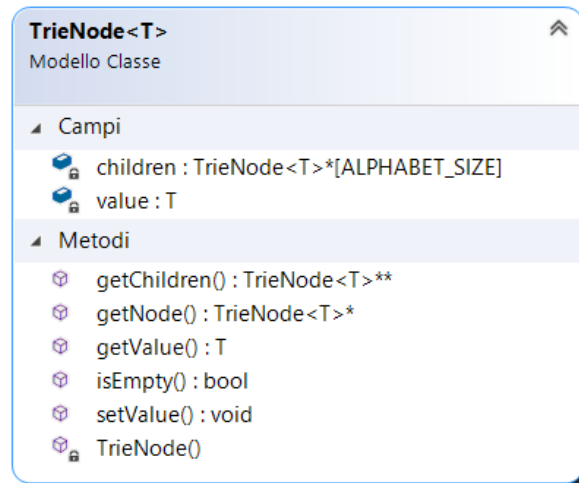 TrieNode<T>
Modello Classe
Campi
children : TrieNode<T>*[ALPHABET_SIZE]
value : T
Metodi
getChildren() : TrieNode<T>**
getNode() : TrieNode<T>*
getValue() : T
isEmpty() : bool
setValue() : void
TrieNode()